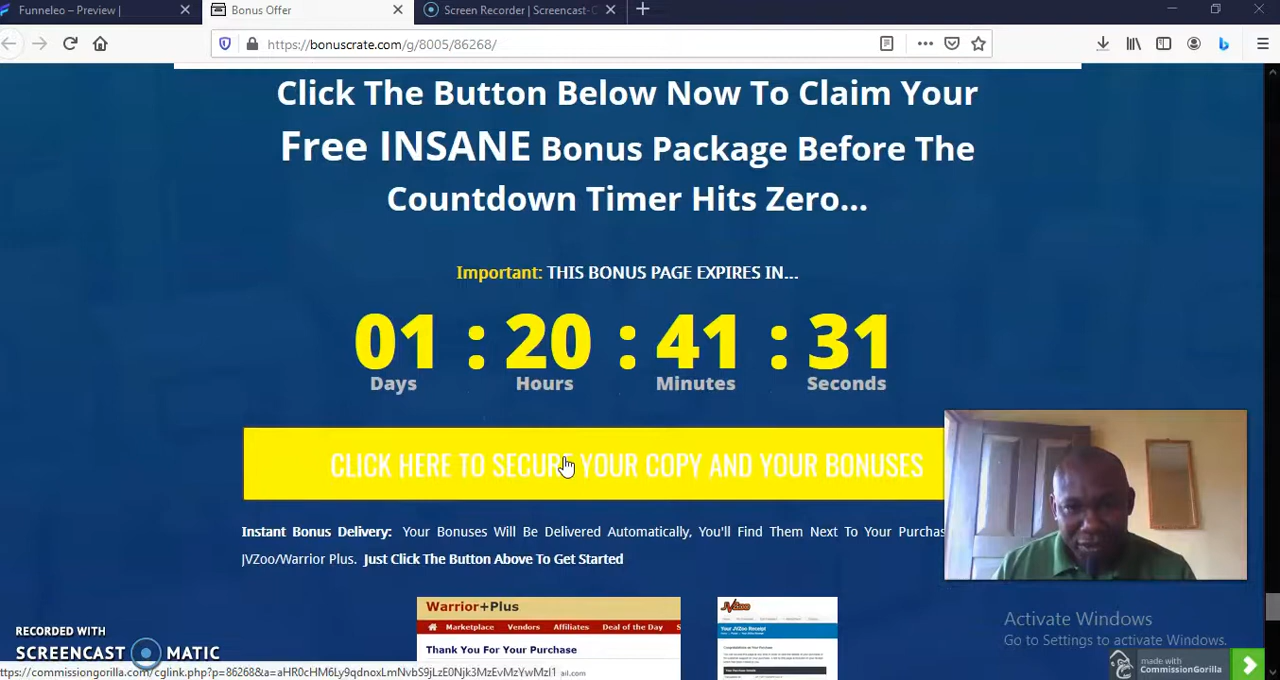 Funneleo – Preview |
Bonus Offer
Screen Recorder | Screencast-O
https://bonuscrate.com/g/8005/86268/
Click The Button Below Now To Claim Your
Free INSANE Bonus Package Before The
Countdown Timer Hits Zero...
Important: THIS BONUS PAGE EXPIRES IN...
01 : 20 : 41 : 31
Days Hours Minutes Seconds
CLICK HERE TO SECURE YOUR COPY AND YOUR BONUSES
Instant Bonus Delivery: Your Bonuses Will Be Delivered Automatically, You'll Find Them Next To Your Purchas
JVZoo/Warrior Plus. Just Click The Button Above To Get Started
Warrior+Plus
Marketplace Vendors Affiliates Deal of the Day S
Thank You For Your Purchase
JVZoo
Your JVZoo Receipt
Activate Windows
Go to Settings to activate Windows.
RECORDED WITH
SCREENCAST MATIC
made with
CommissionGorilla
ail.com